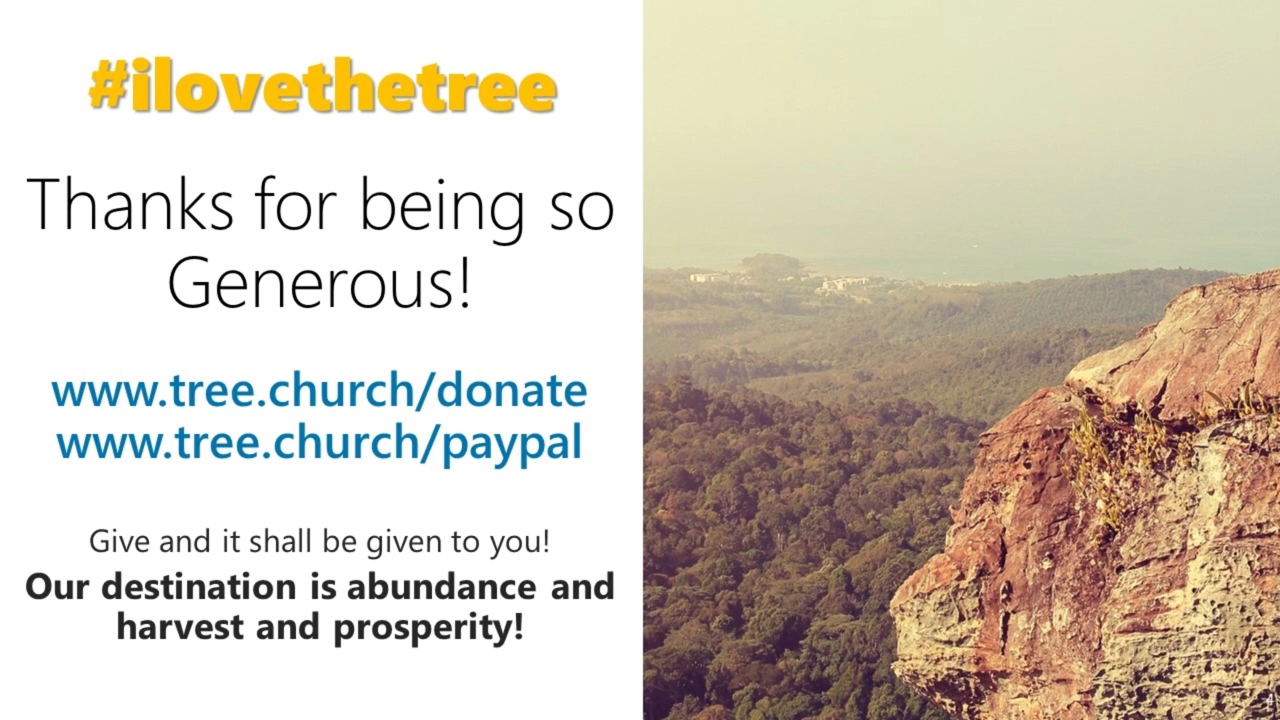 #ilovethetree
Thanks for being so
Generous!
www.tree.church/donate
www.tree.church/paypal
Give and it shall be given to you!
Our destination is abundance and
harvest and prosperity!
4